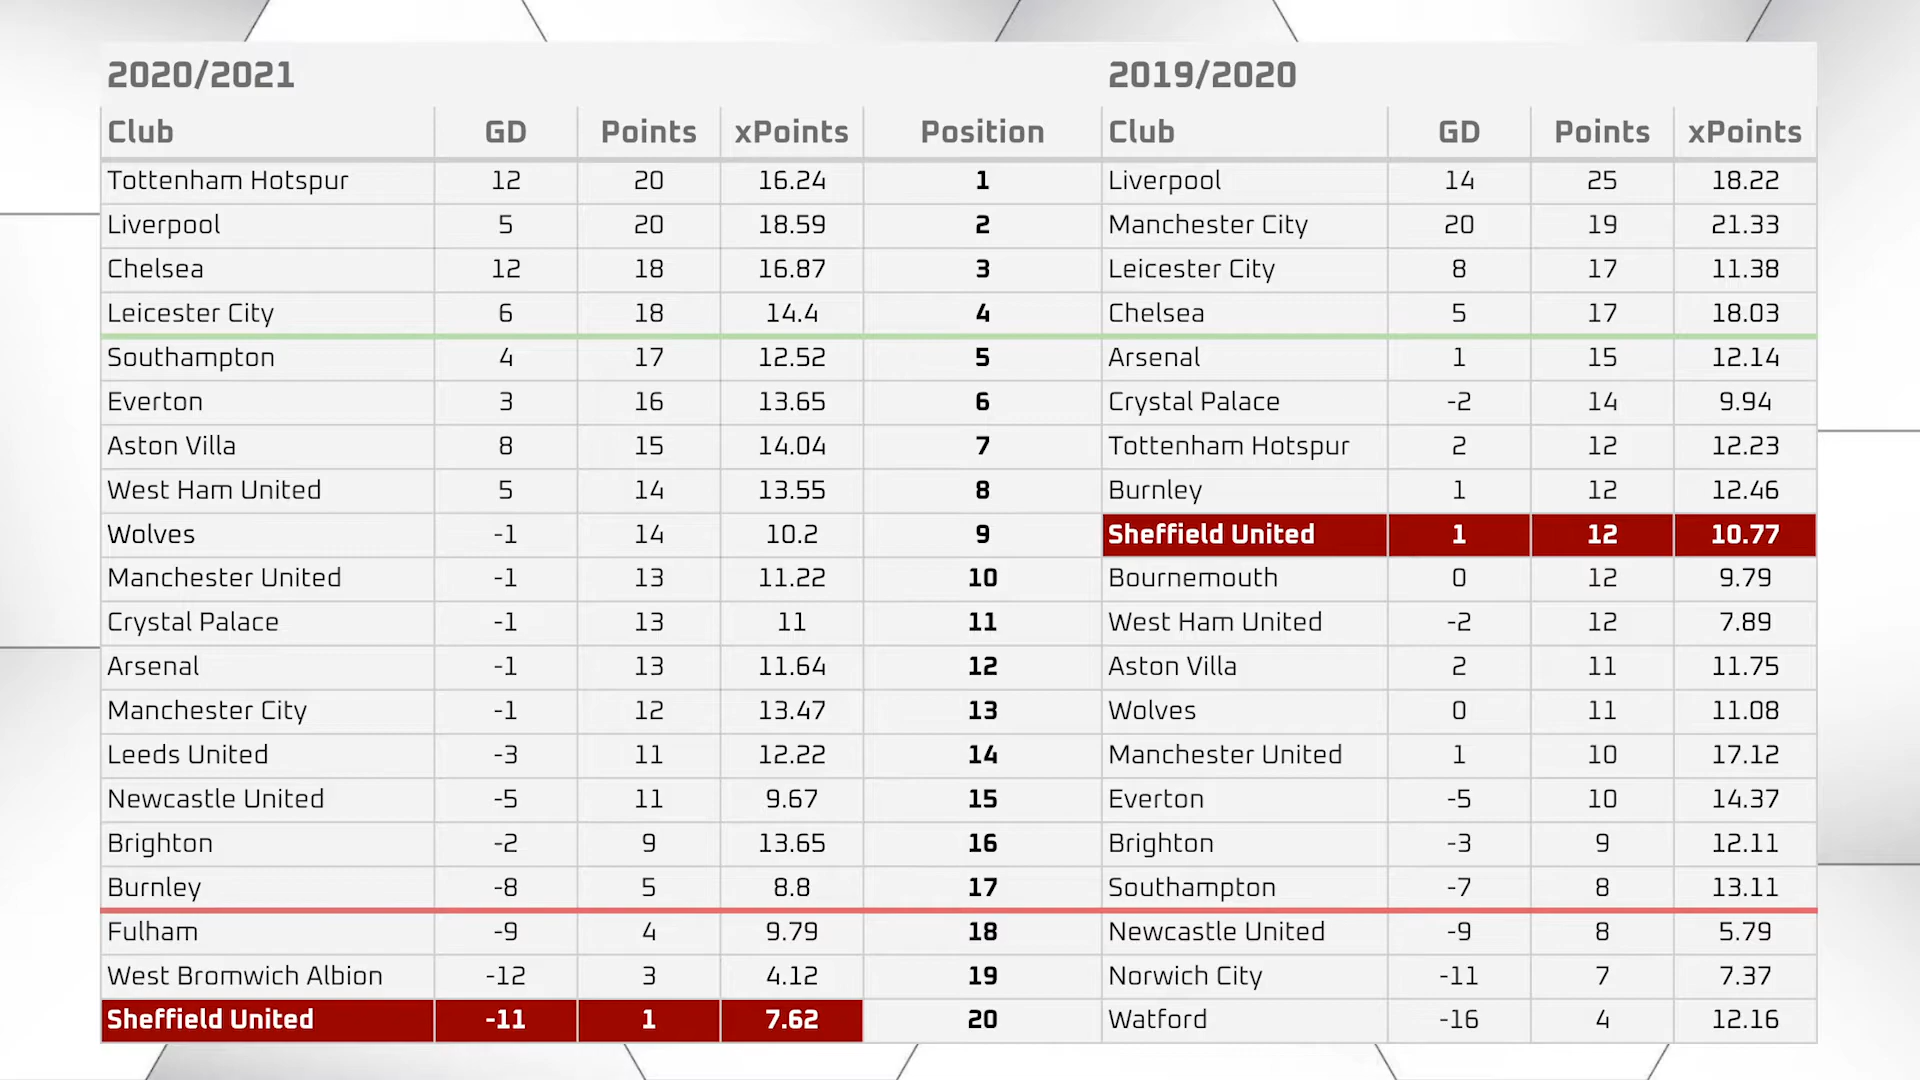 2020/2021 2019/2020
Club GD Points xPoints Position Club GD Points xPoints
Tottenham Hotspur 12 20 16.24 1 Liverpool 14 25 18.22
Liverpool 5 20 18.59 2 Manchester City 20 19 21.33
Chelsea 12 18 16.87 3 Leicester City 8 17 11.38
Leicester City 6 18 14.4 4 Chelsea 5 17 18.03
Southampton 4 17 12.52 5 Arsenal 1 15 12.14
Everton 3 16 13.65 6 Crystal Palace -2 14 9.94
Aston Villa 8 15 14.04 7 Tottenham Hotspur 2 12 12.23
West Ham United 5 14 13.55 8 Burnley 1 12 12.46
Wolves -1 14 10.2 9 Sheffield United 1 12 10.77
Manchester United -1 13 11.22 10 Bournemouth 0 12 9.79
Crystal Palace -1 13 11 11 West Ham United -2 12 7.89
Arsenal -1 13 11.64 12 Aston Villa 2 11 11.75
Manchester City -1 12 13.47 13 Wolves 0 11 11.08
Leeds United -3 11 12.22 14 Manchester United 1 10 17.12
Newcastle United -5 11 9.67 15 Everton -5 10 14.37
Brighton -2 9 13.65 16 Brighton -3 9 12.11
Burnley -8 5 8.8 17 Southampton -7 8 13.11
Fulham -9 4 9.79 18 Newcastle United -9 8 5.79
West Bromwich Albion -12 3 4.12 19 Norwich City -11 7 7.37
Sheffield United -11 1 7.62 20 Watford -16 4 12.16